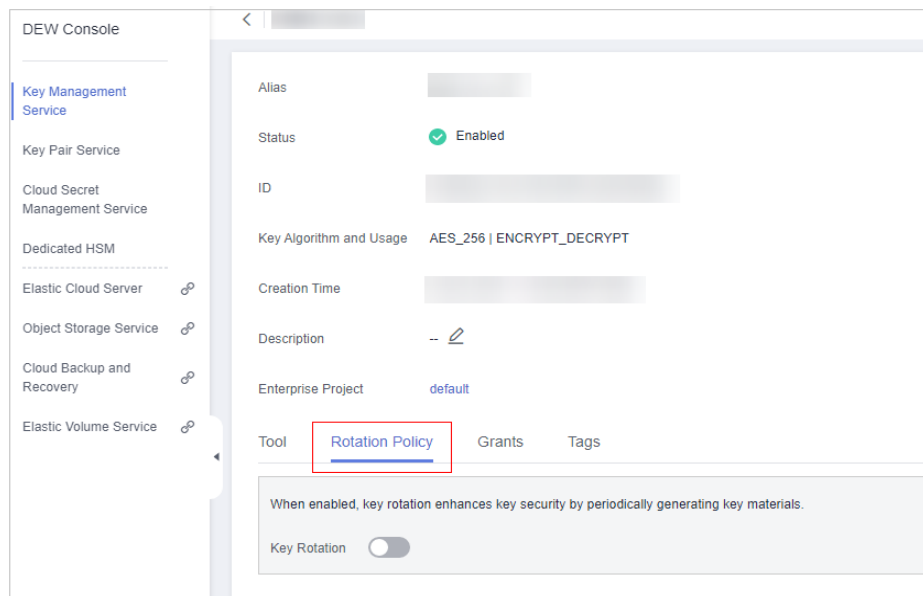 DEW Console
Key Management
Service
Key Pair Service
Cloud Secret
Management Service
Dedicated HSM
Elastic Cloud Server
Object Storage Service
Cloud Backup and
Recovery
Elastic Volume Service
Alias
Status Enabled
ID
Key Algorithm and Usage AES_256 | ENCRYPT_DECRYPT
Creation Time
Description --
Enterprise Project default
Tool Rotation Policy Grants Tags
When enabled, key rotation enhances key security by periodically generating key materials.
Key Rotation